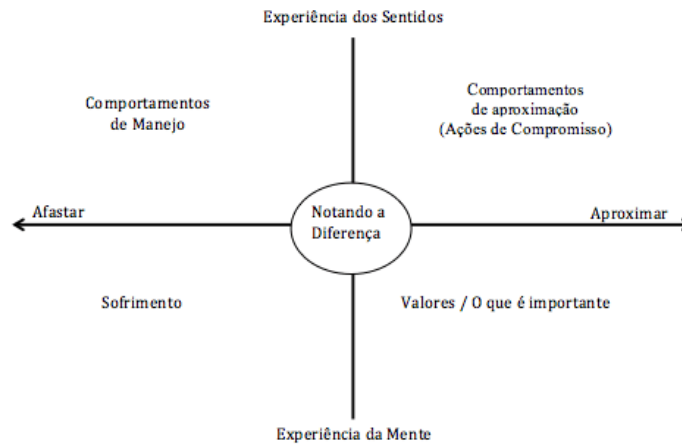 Experiência dos Sentidos
Comportamentos
de Manejo
Comportamentos
de aproximação
(Ações de Compromisso)
Afastar
Notando a
Diferença
Aproximar
Sofrimento
Valores / O que é importante
Experiência da Mente